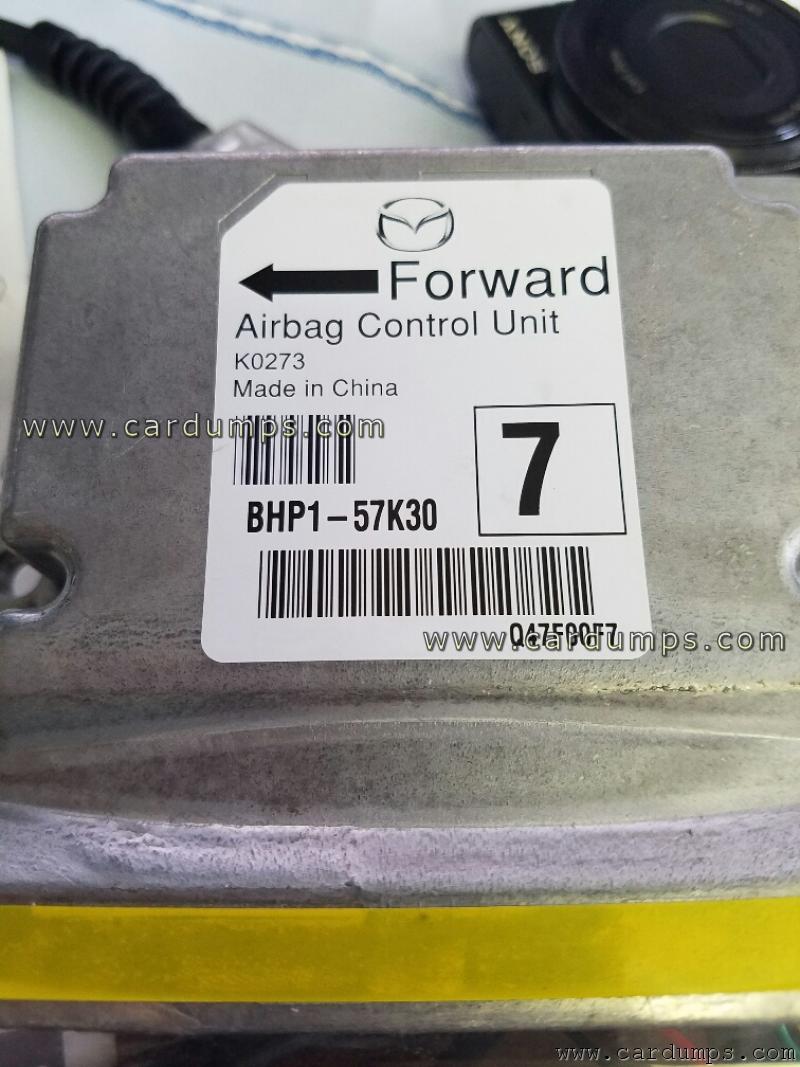 SONY
Forward
Airbag Control Unit
K0273
Made in China
www.cardumps.com
7
BHP1-57K30
www.cardumps.com
www.cardumps.com